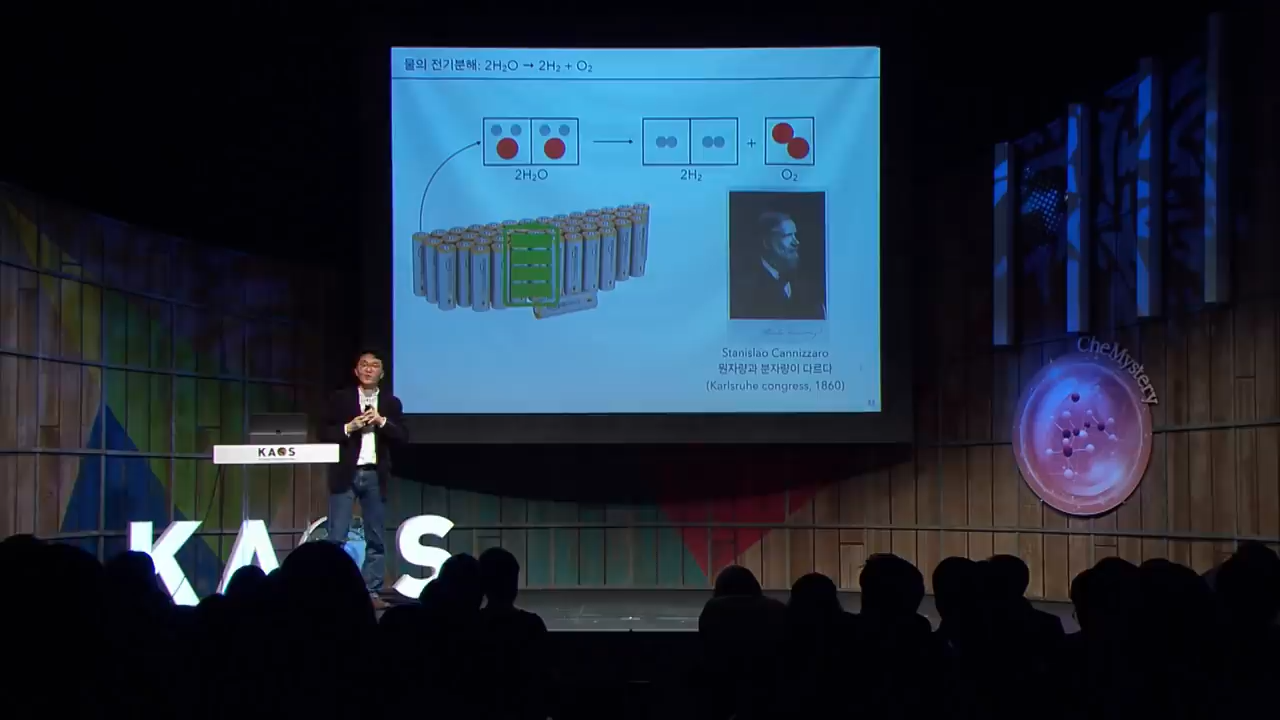 물의 전기분해: 2H₂O → 2H₂ + O₂
2H₂O
2H₂
+
O₂
Stanislao Cannizzaro
원자량과 분자량이 다르다
(Karlsruhe congress, 1860)
CheMystery
KAOS
KAOS